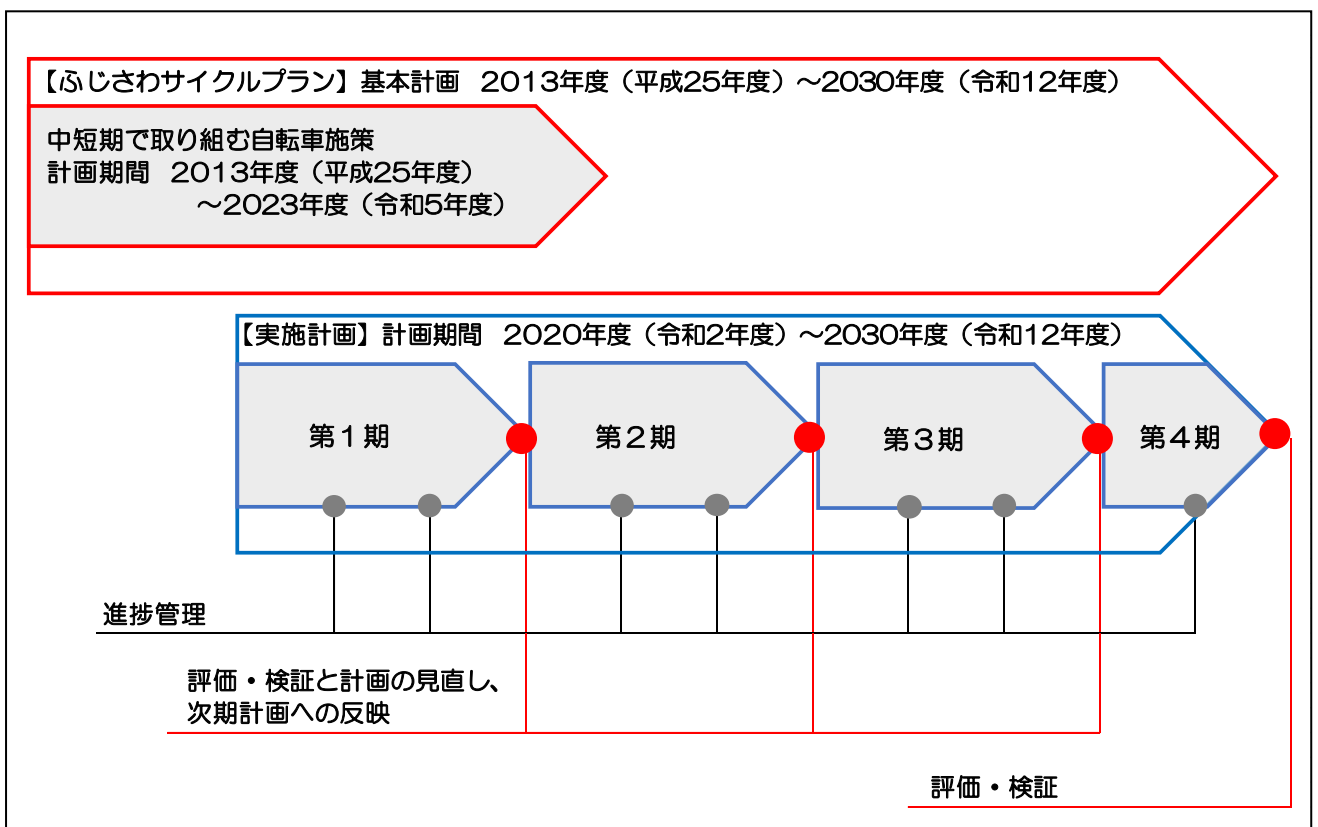 【ふじさわサイクルプラン】基本計画　2013年度（平成25年度）～2030年度（令和12年度）
中短期で取り組む自転車施策
計画期間　2013年度（平成25年度）
～2023年度（令和5年度）
【実施計画】計画期間　2020年度（令和2年度）～2030年度（令和12年度）
第１期
第２期
第３期
第４期
進捗管理
評価・検証と計画の見直し、
次期計画への反映
評価・検証